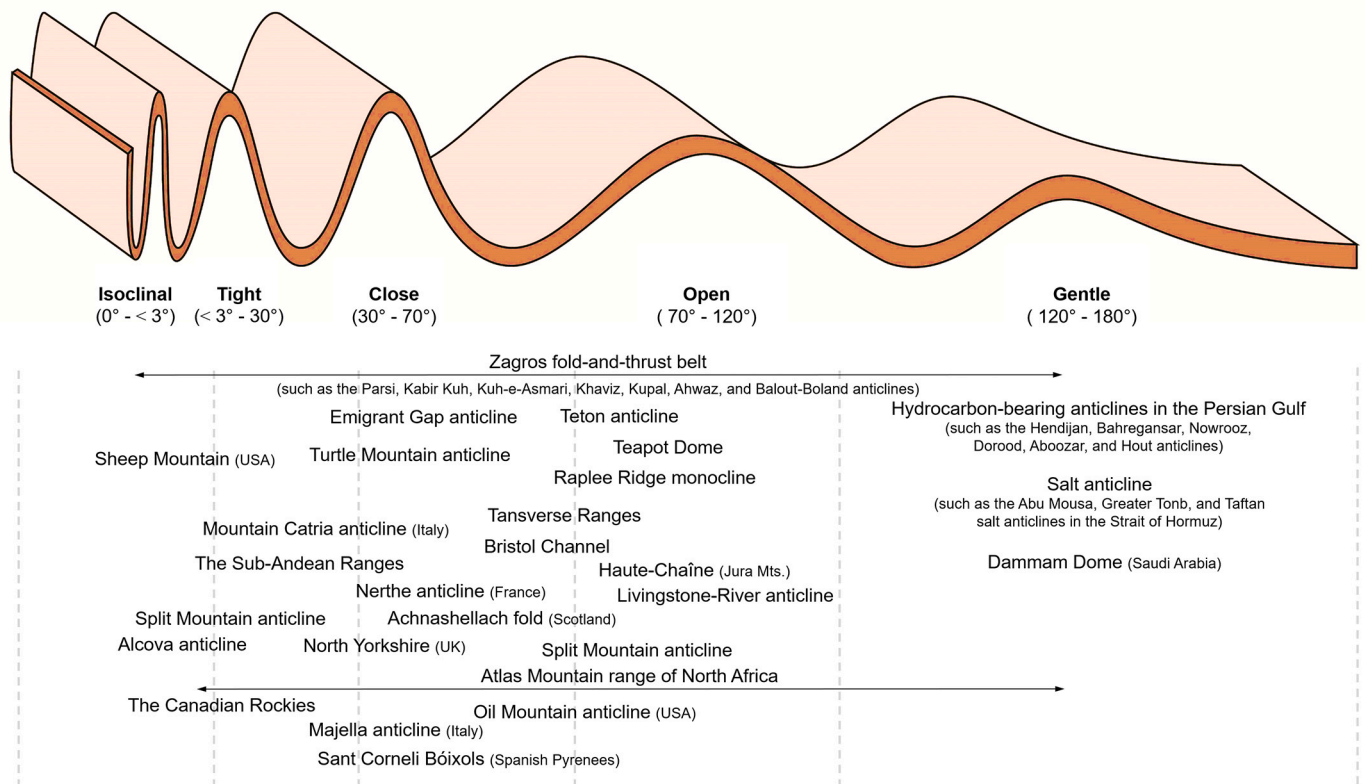 Isoclinal Tight Close Open Gentle
(0° - < 3°) (< 3° - 30°) (30° - 70°) ( 70° - 120°) ( 120° - 180°)
Zagros fold-and-thrust belt
(such as the Parsi, Kabir Kuh, Kuh-e-Asmari, Khaviz, Kupal, Ahwaz, and Balout-Boland anticlines)
Emigrant Gap anticline
Teton anticline
Hydrocarbon-bearing anticlines in the Persian Gulf
(such as the Hendijan, Bahregansar, Nowrooz,
Dorood, Aboozar, and Hout anticlines)
Teapot Dome
Sheep Mountain (USA)
Turtle Mountain anticline
Raplee Ridge monocline
Salt anticline
(such as the Abu Mousa, Greater Tonb, and Taftan
salt anticlines in the Strait of Hormuz)
Tansverse Ranges
Mountain Catria anticline (Italy)
Bristol Channel
The Sub-Andean Ranges
Haute-Chaîne (Jura Mts.)
Dammam Dome (Saudi Arabia)
Nerthe anticline (France)
Livingstone-River anticline
Split Mountain anticline
Achnashellach fold (Scotland)
Alcova anticline
North Yorkshire (UK)
Split Mountain anticline
Atlas Mountain range of North Africa
The Canadian Rockies
Oil Mountain anticline (USA)
Majella anticline (Italy)
Sant Corneli Bóixols (Spanish Pyrenees)